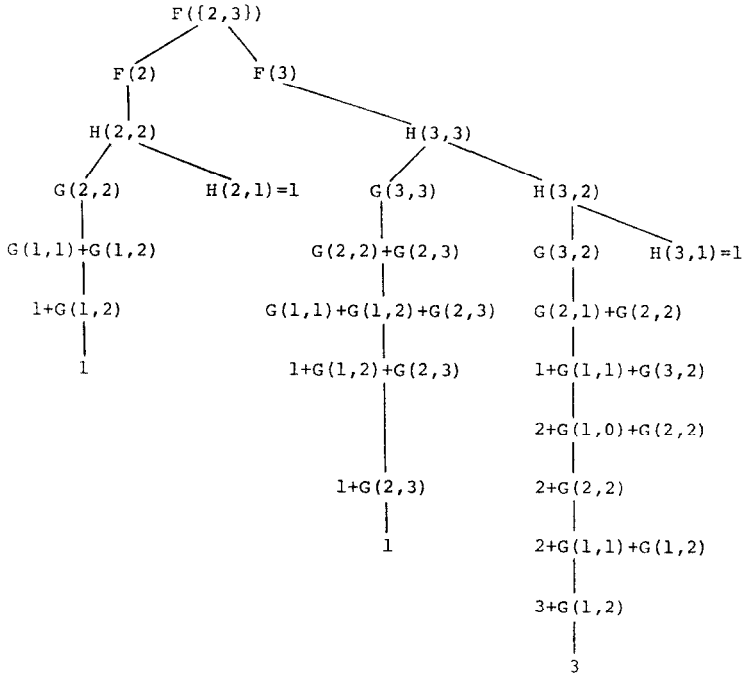 F({2,3})
F(2) F(3)
H(2,2) H(3,3)
G(2,2) H(2,1)=1 G(3,3) H(3,2)
G(1,1)+G(1,2) G(2,2)+G(2,3) G(3,2) H(3,1)=1
1+G(1,2) G(1,1)+G(1,2)+G(2,3) G(2,1)+G(2,2)
1 1+G(1,2)+G(2,3) 1+G(1,1)+G(3,2)
2+G(1,0)+G(2,2)
1+G(2,3) 2+G(2,2)
1 2+G(1,1)+G(1,2)
3+G(1,2)
3